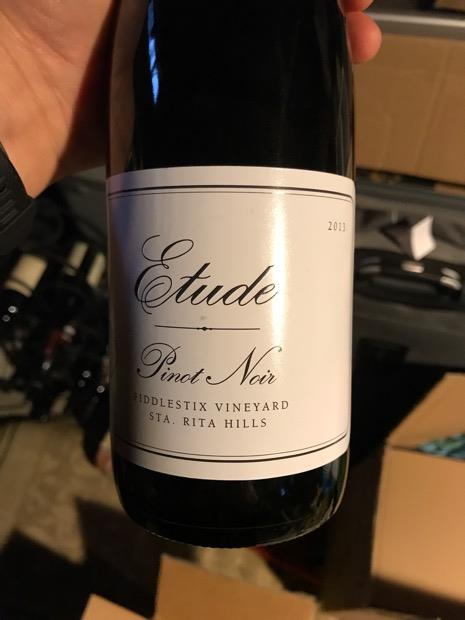 2013
Etude
Pinot Noir
FIDDLESTIX VINEYARD
STA. RITA HILLS